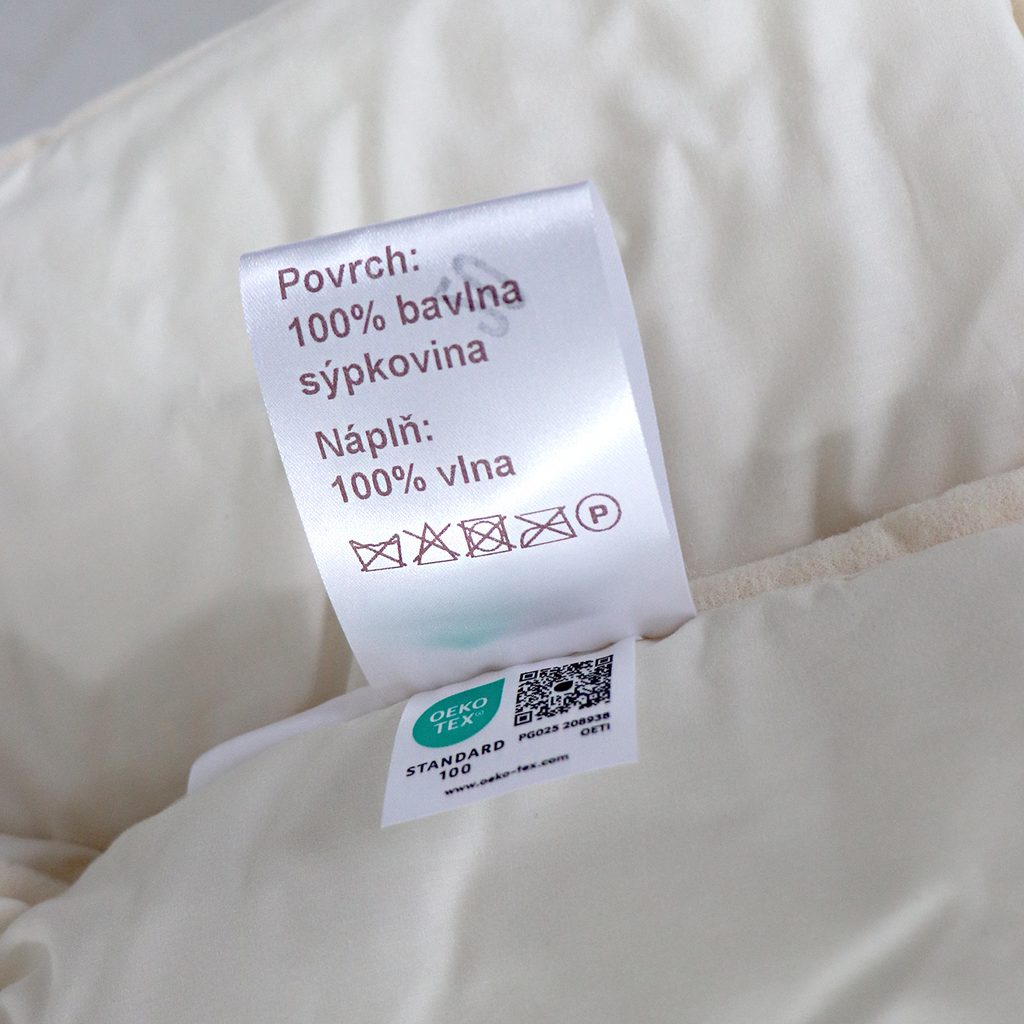 Povrch:
100% bavlna
sýpkovina
Náplň:
100% vlna
P
OEKO
TEX®
STANDARD
100
PG025 208938
OETI
www.oeko-tex.com